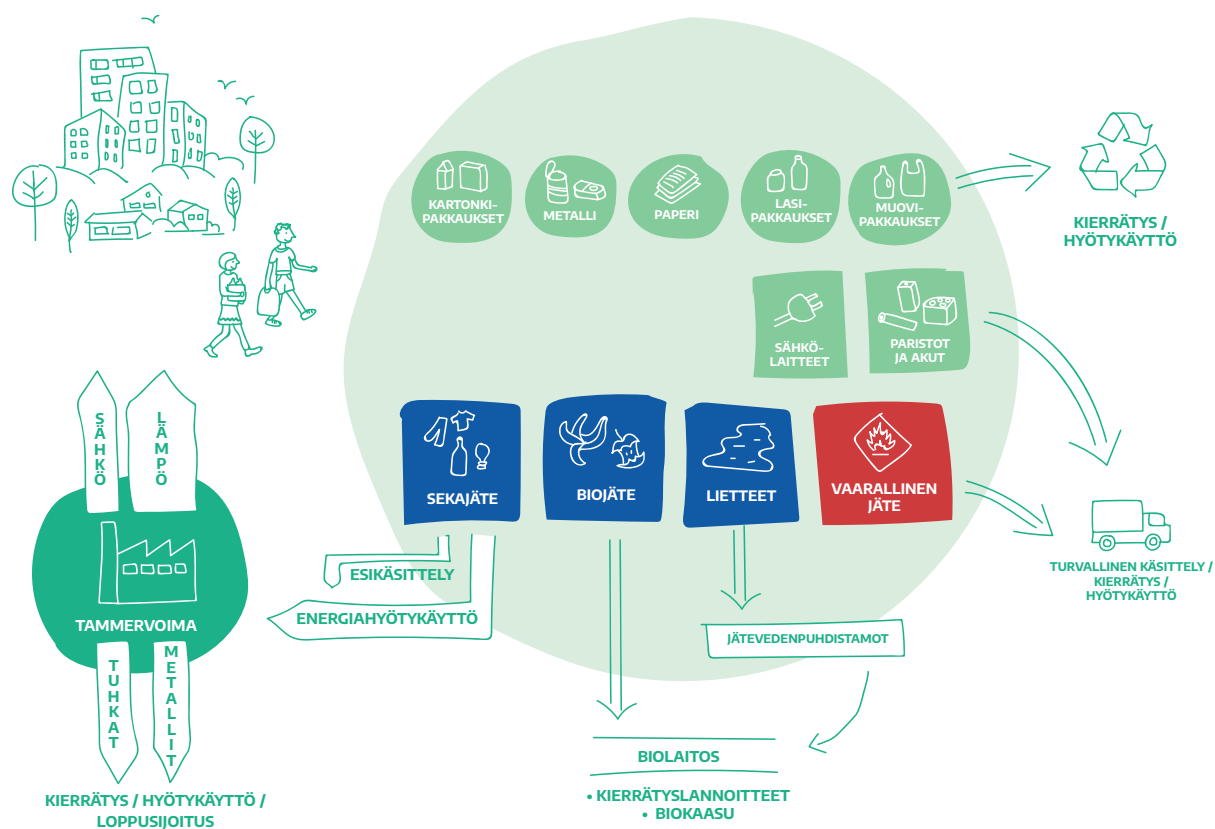 KARTONKI-
PAKKAUKSET
METALLI
PAPERI
LASI-
PAKKAUKSET
MUOVI-
PAKKAUKSET
KIERRÄTYS /
HYÖTYKÄYTTÖ
SÄHKÖ-
LAITTEET
PARISTOT
JA AKUT
SEKAJÄTE
BIOJÄTE
LIETTEET
VAARALLINEN
JÄTE
TURVALLINEN KÄSITTELY /
KIERRÄTYS /
HYÖTYKÄYTTÖ
SÄHKÖ
LÄMPÖ
ESIKÄSITTELY
ENERGIAHYÖTYKÄYTTÖ
TAMMERVOIMA
JÄTEVEDENPUHDISTAMOT
TUHKAT
METALLIT
KIERRÄTYS / HYÖTYKÄYTTÖ /
LOPPUSIJOITUS
BIOLAITOS
• KIERRÄTYSLANNOITTEET
• BIOKAASU